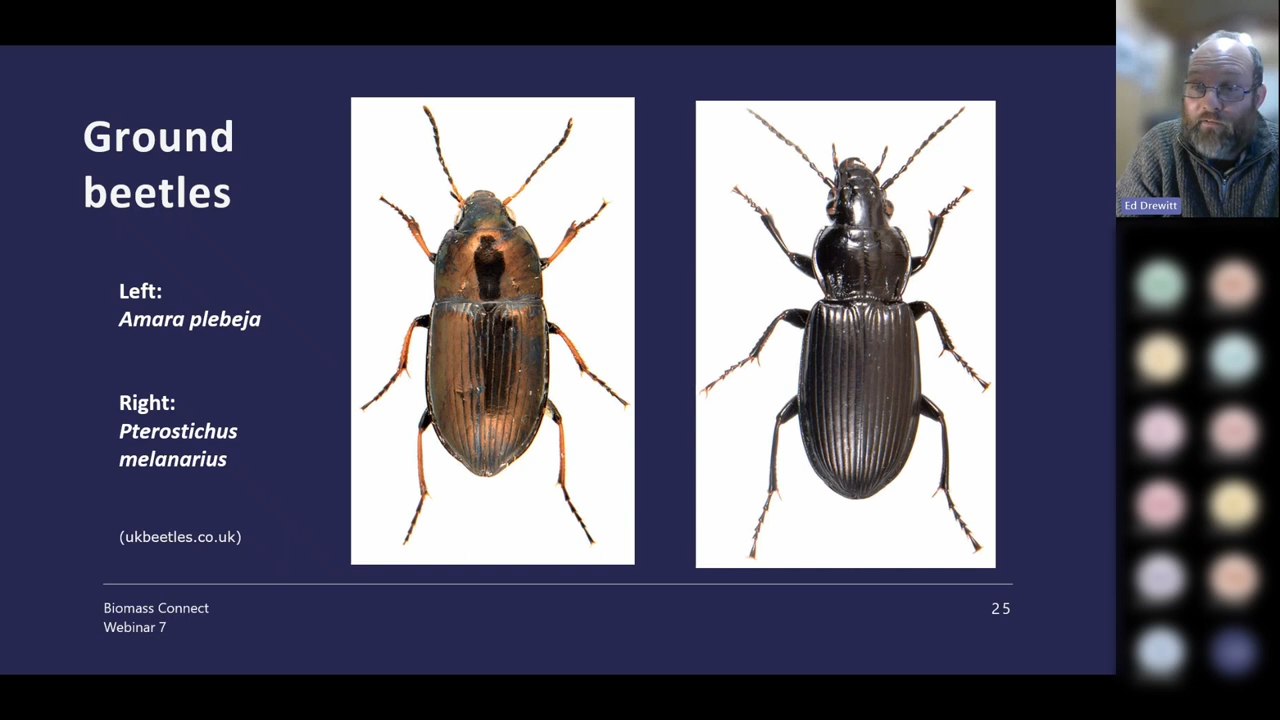 Ground
beetles
Left:
Amara plebeja
Right:
Pterostichus
melanarius
(ukbeetles.co.uk)
Biomass Connect
Webinar 7
25
Ed Drewitt